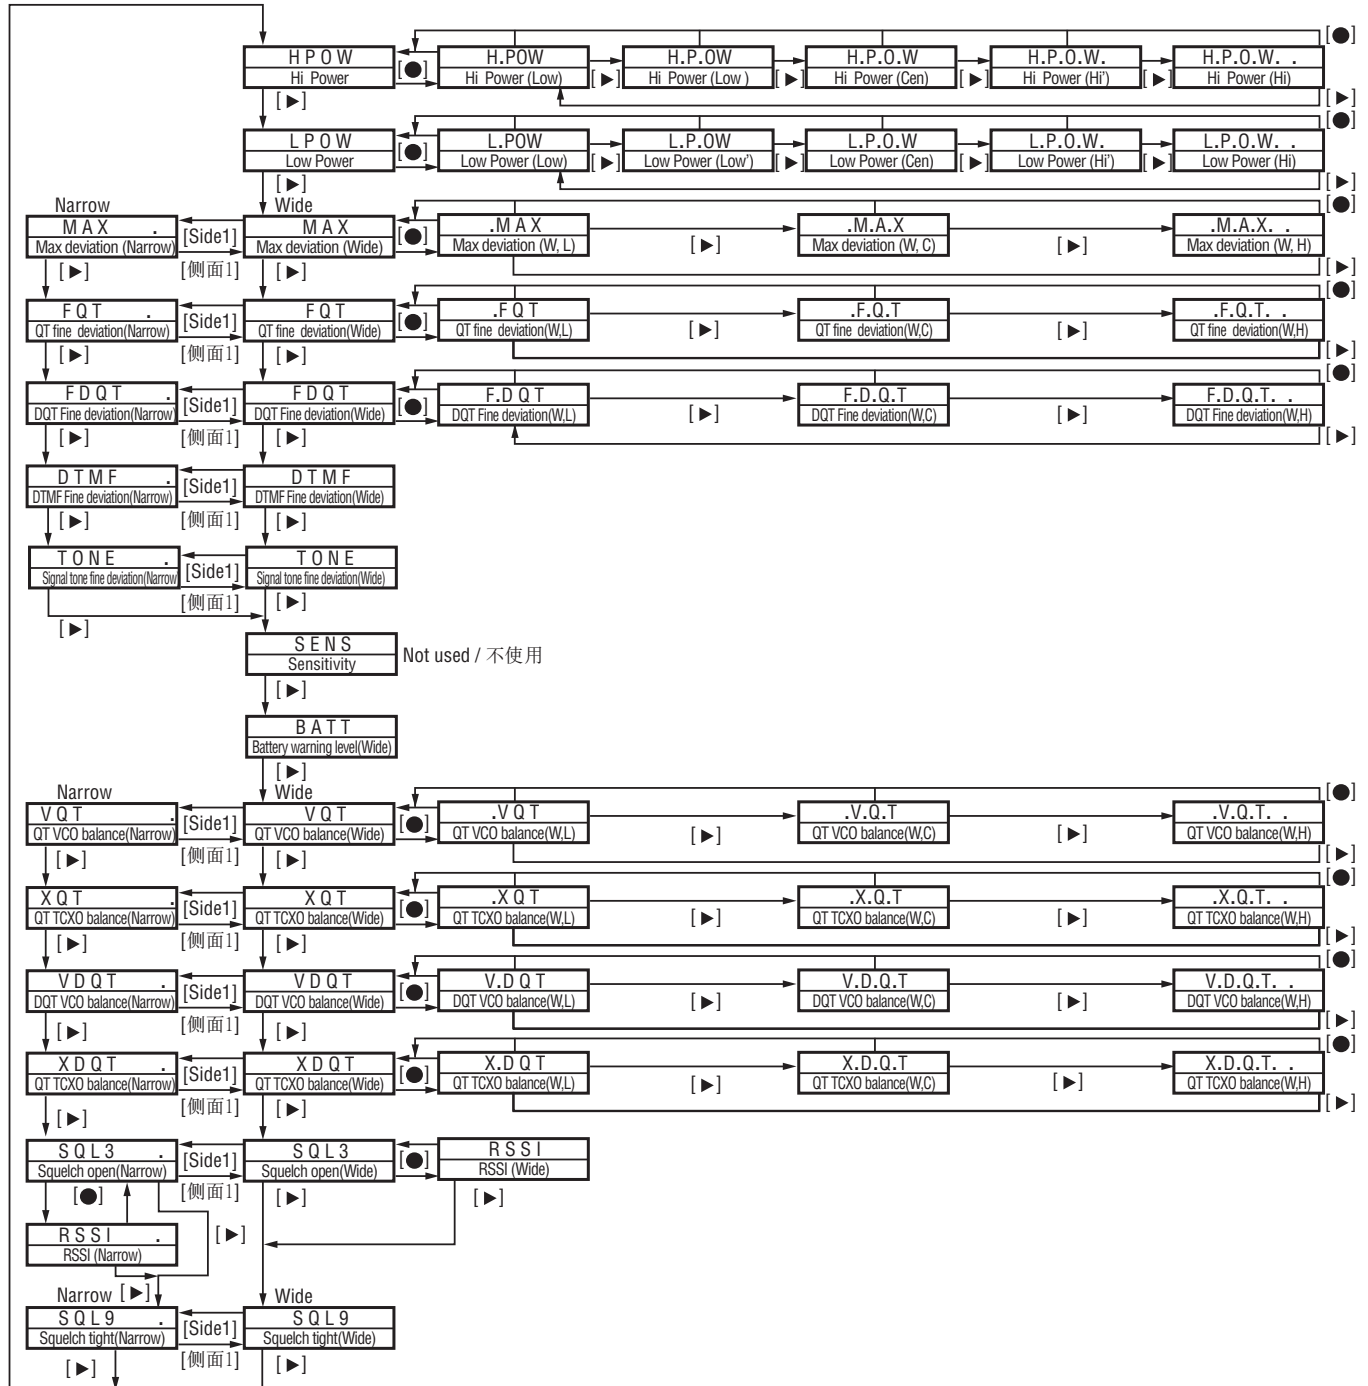 [●]
H P O W H.POW H.P.OW H.P.O.W H.P.O.W. H.P.O.W. .
[●] [▶] [▶] [▶] [▶]
Hi Power Hi Power (Low) Hi Power (Low ) Hi Power (Cen) Hi Power (Hi') Hi Power (Hi)
[▶] [▶]
[●]
L P O W L.POW L.P.OW L.P.O.W L.P.O.W. L.P.O.W. .
[●] [▶] [▶] [▶] [▶]
Low Power Low Power (Low) Low Power (Low') Low Power (Cen) Low Power (Hi') Low Power (Hi)
[▶] [▶]
Narrow Wide [●]
M A X . [Side1] M A X [●] .M A X .M.A.X .M.A.X. .
Max deviation (Narrow) Max deviation (Wide) Max deviation (W, L) [▶] Max deviation (W, C) [▶] Max deviation (W, H)
[▶] [侧面1] [▶] [▶]
[●]
F Q T . [Side1] F Q T [●] .F Q T .F.Q.T .F.Q.T. .
QT fine deviation(Narrow) QT fine deviation(Wide) QT fine deviation(W,L) [▶] QT fine deviation(W,C) [▶] QT fine deviation(W,H)
[▶] [侧面1] [▶] [▶]
[●]
F D Q T . [Side1] F D Q T [●] F.D Q T F.D.Q.T F.D.Q.T. .
DQT Fine deviation(Narrow) DQT Fine deviation(Wide) DQT Fine deviation(W,L) [▶] DQT Fine deviation(W,C) [▶] DQT Fine deviation(W,H)
[▶] [侧面1] [▶] [▶]
D T M F . [Side1] D T M F
DTMF Fine deviation(Narrow) DTMF Fine deviation(Wide)
[▶] [侧面1] [▶]
T O N E . [Side1] T O N E
Signal tone fine deviation(Narrow Signal tone fine deviation(Wide)
[侧面1] [▶]
[▶]
S E N S
Sensitivity Not used / 不使用
[▶]
B A T T
Battery warning level(Wide)
[▶]
Narrow Wide [●]
V Q T . [Side1] V Q T [●] .V Q T .V.Q.T .V.Q.T. .
QT VCO balance(Narrow) QT VCO balance(Wide) QT VCO balance(W,L) [▶] QT VCO balance(W,C) [▶] QT VCO balance(W,H)
[▶] [侧面1] [▶] [▶]
[●]
X Q T . [Side1] X Q T [●] .X Q T .X.Q.T .X.Q.T. .
QT TCXO balance(Narrow) QT TCXO balance(Wide) QT TCXO balance(W,L) [▶] QT TCXO balance(W,C) [▶] QT TCXO balance(W,H)
[▶] [侧面1] [▶] [▶]
[●]
V D Q T . [Side1] V D Q T [●] V.D Q T V.D.Q.T V.D.Q.T. .
DQT VCO balance(Narrow) DQT VCO balance(Wide) DQT VCO balance(W,L) [▶] DQT VCO balance(W,C) [▶] DQT VCO balance(W,H)
[▶] [侧面1] [▶] [▶]
[●]
X D Q T . [Side1] X D Q T [●] X.D Q T X.D.Q.T X.D.Q.T. .
QT TCXO balance(Narrow) QT TCXO balance(Wide) QT TCXO balance(W,L) [▶] QT TCXO balance(W,C) [▶] QT TCXO balance(W,H)
[▶] [侧面1] [▶] [▶]
S Q L 3 . [Side1] S Q L 3 [●] R S S I
Squelch open(Narrow) Squelch open(Wide) RSSI (Wide)
[●] [侧面1] [▶] [▶]
R S S I . [▶]
RSSI (Narrow)
Narrow [▶] Wide
S Q L 9 . [Side1] S Q L 9
Squelch tight(Narrow) Squelch tight(Wide)
[▶] [侧面1] [▶]